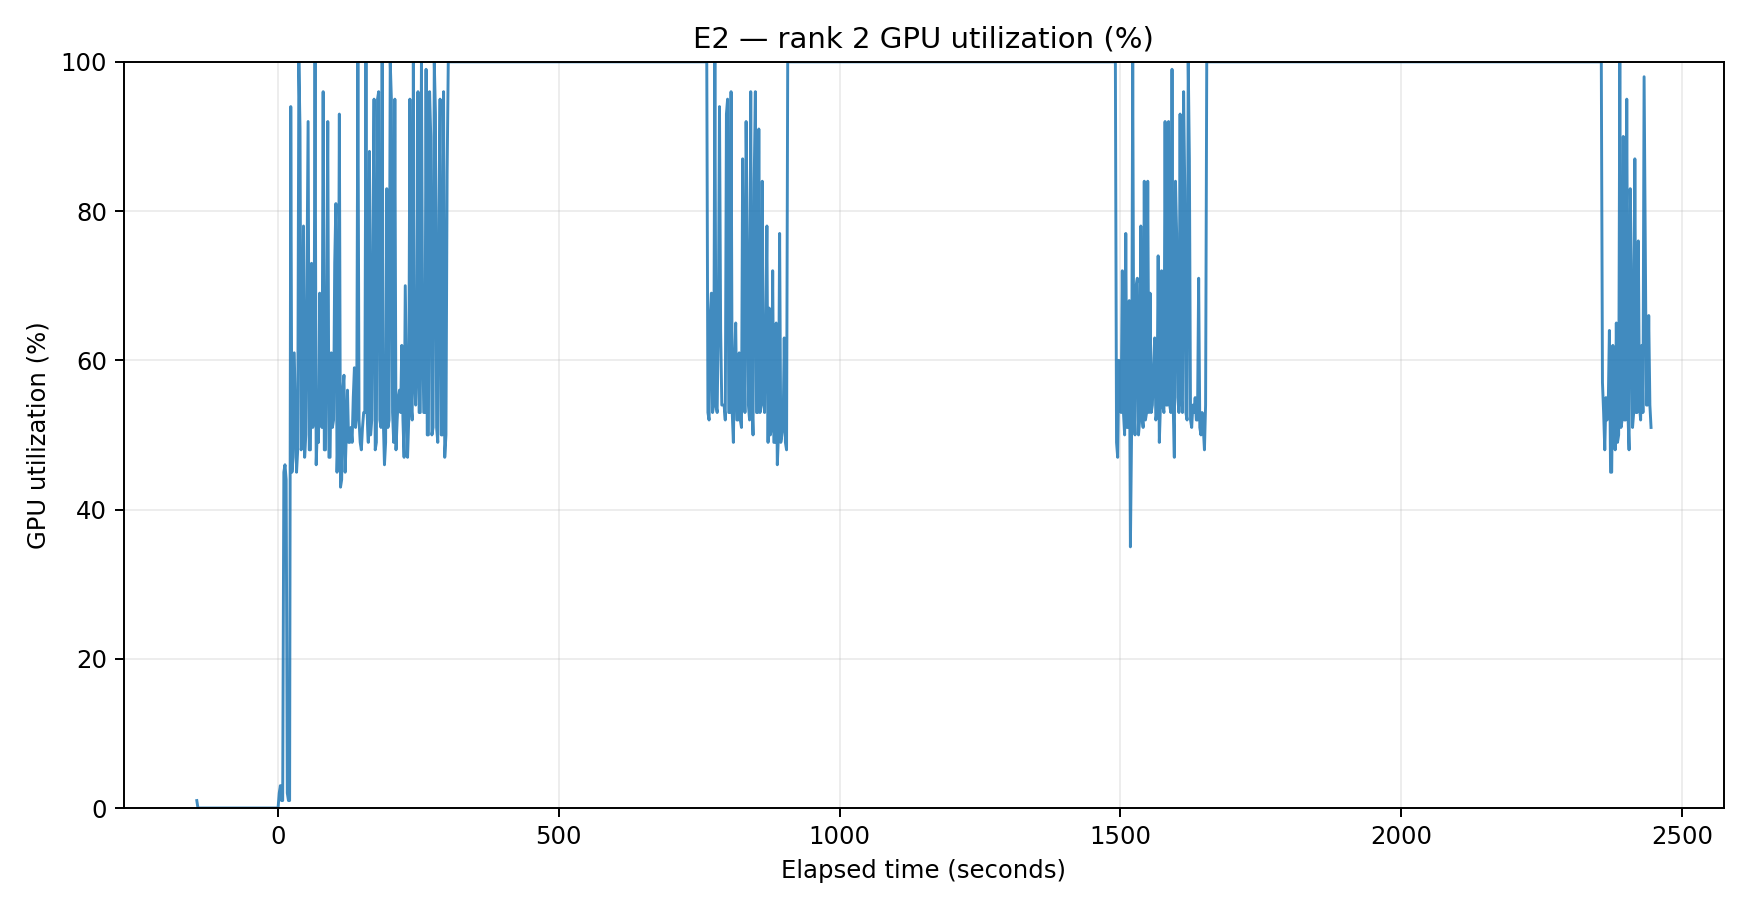 E2 — rank 2 GPU utilization (%)
100
80
60
40
20
0
GPU utilization (%)
0 500 1000 1500 2000 2500
Elapsed time (seconds)